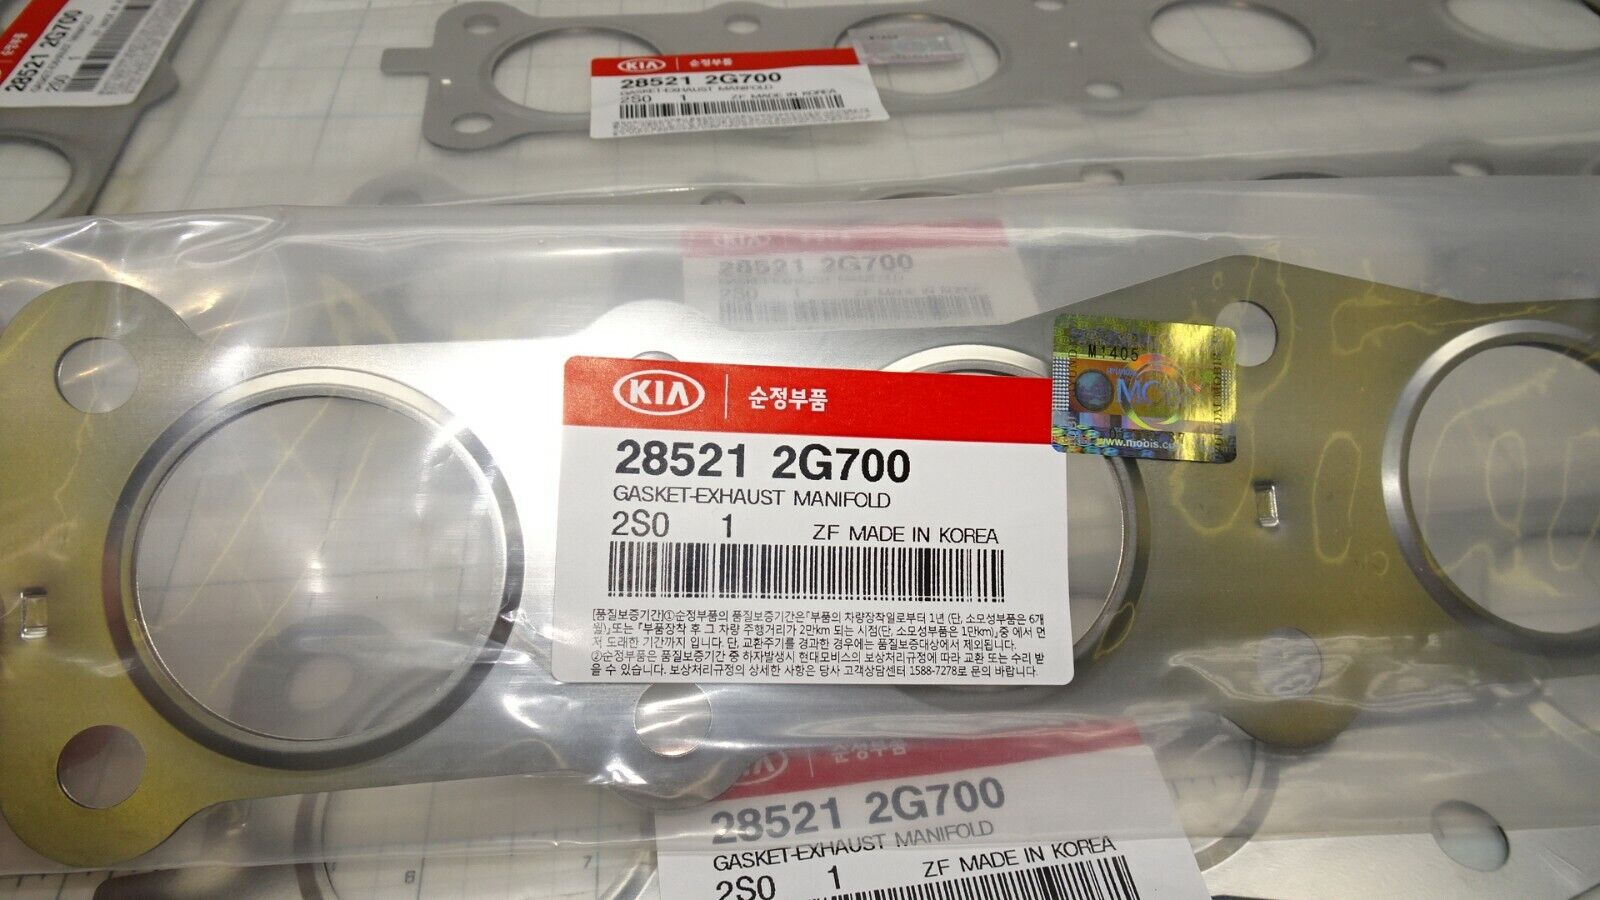 28521 2G700
2S0 1
KIA 순정부품
28521 2G700
GASKET-EXHAUST MANIFOLD
2S0 1 ZF MADE IN KOREA
KIA
28521 2G700
2S0 ZF MADE IN KOREA
KIA 순정부품
28521 2G700
GASKET-EXHAUST MANIFOLD
2S0 1 ZF MADE IN KOREA
[품질보증기간]①순정부품의 품질보증기간은「부품의 차량장착일로부터 1년 (단, 소모성부품은 6개
월)」또는 「부품장착 후 그 차량 주행거리가 2만km 되는 시점(단, 소모성부품은 1만km)」중 에서 먼
저 도래한 기간까지 입니다. 단, 교환주기를 경과한 경우에는 품질보증대상에서 제외됩니다.
②순정부품은 품질보증기간 중 하자발생시 현대모비스의 보상처리규정에 따라 교환 또는 수리 받
을 수 있습니다. 보상처리규정의 상세한 사항은 당사 고객상담센터 1588-7278로 문의 바랍니다.
M1405
MOBIS
www.mobis.c
KIA 순정부품
28521 2G700
GASKET-EXHAUST MANIFOLD
2S0 1 ZF MADE IN KOREA
6 7